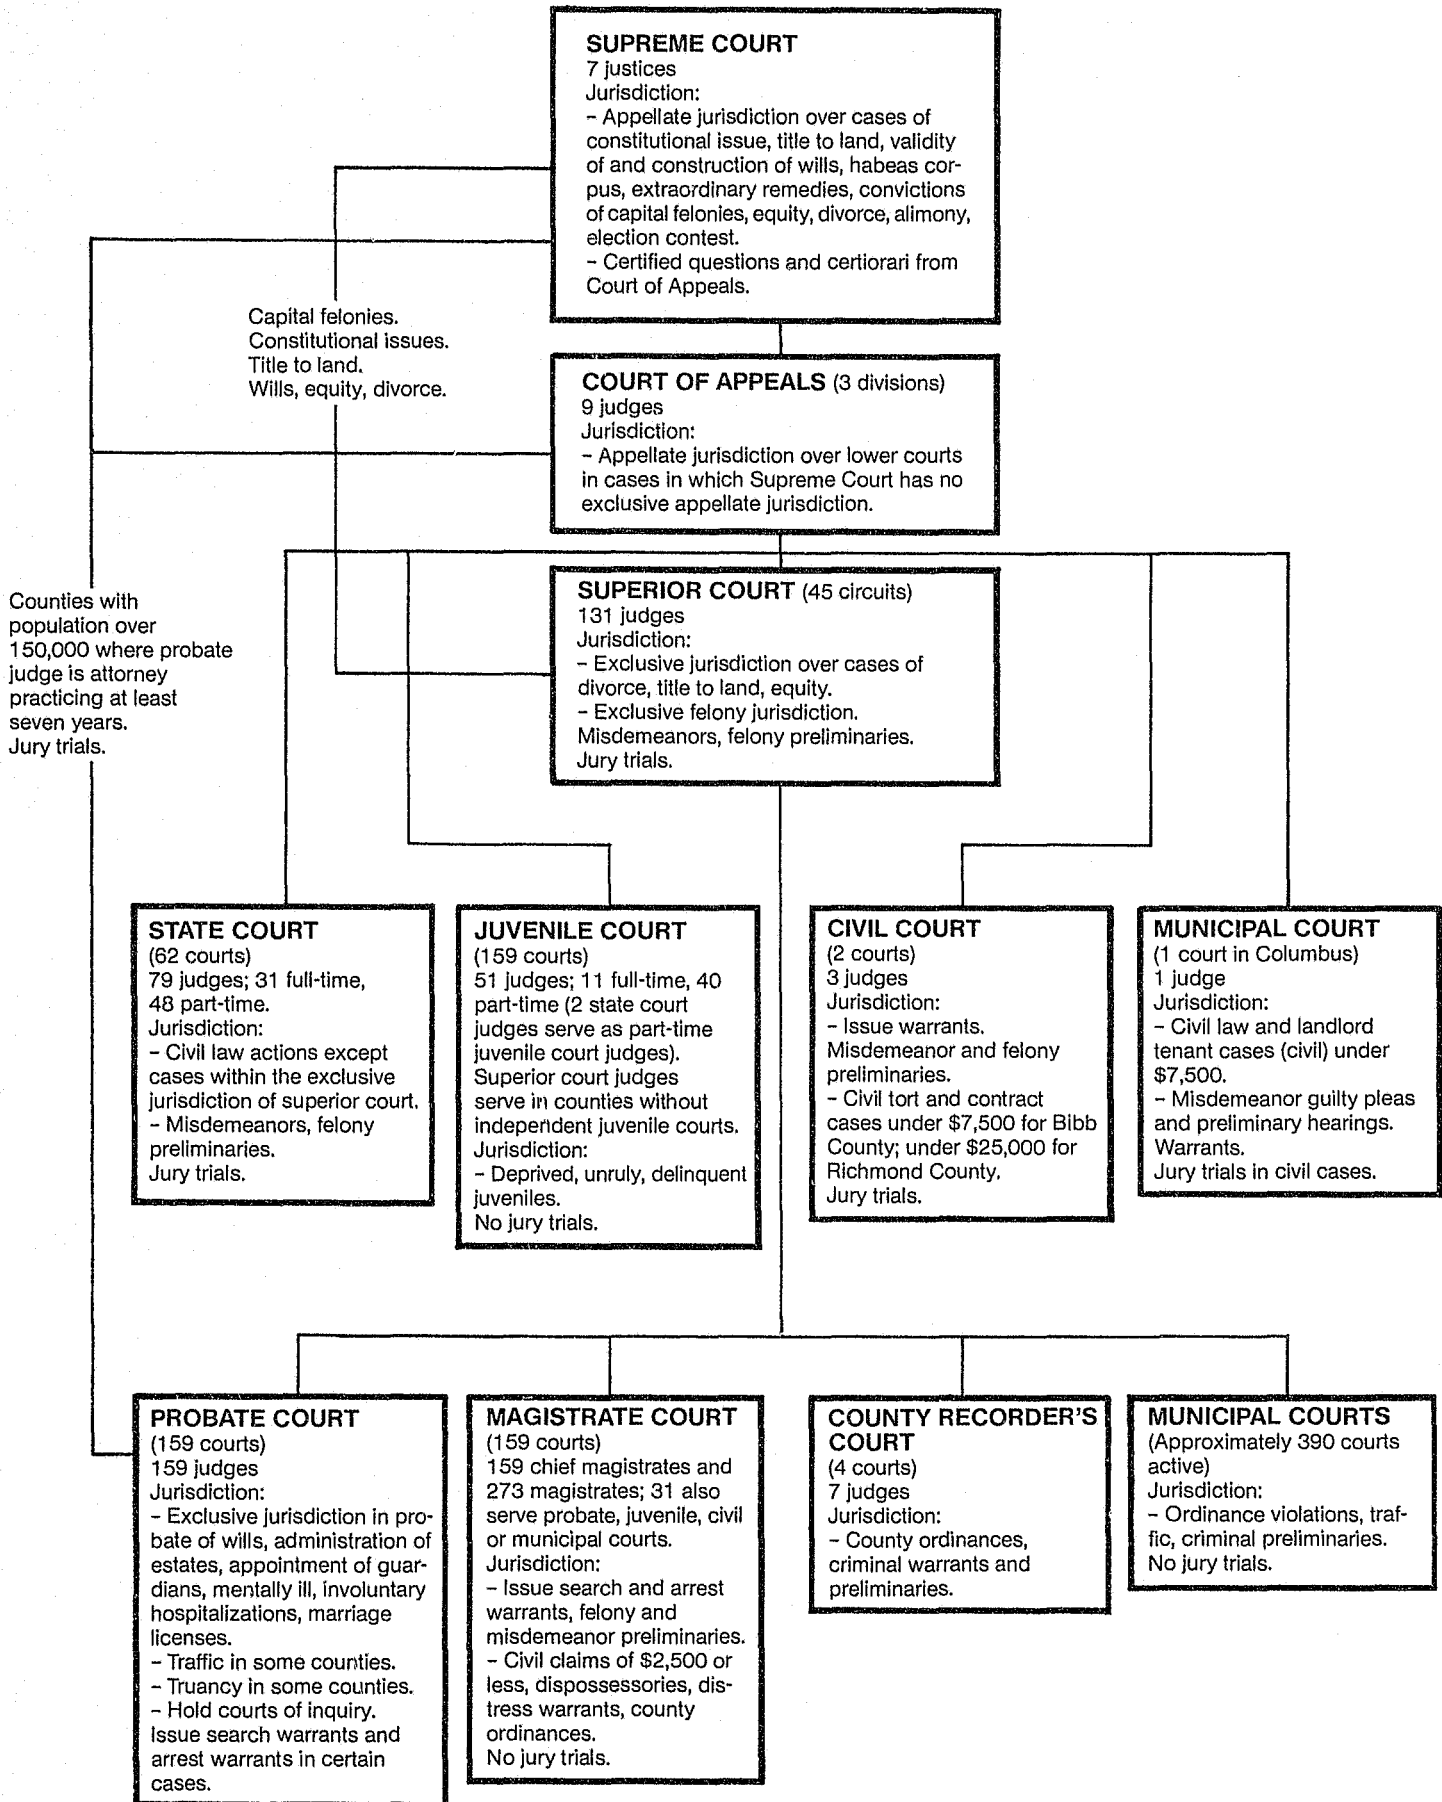 SUPREME COURT
7 justices
Jurisdiction:
– Appellate jurisdiction over cases of
constitutional issue, title to land, validity
of and construction of wills, habeas cor-
pus, extraordinary remedies, convictions
of capital felonies, equity, divorce, alimony,
election contest.
– Certified questions and certiorari from
Court of Appeals.
Capital felonies.
Constitutional issues.
Title to land.
Wills, equity, divorce.
COURT OF APPEALS (3 divisions)
9 judges
Jurisdiction:
– Appellate jurisdiction over lower courts
in cases in which Supreme Court has no
exclusive appellate jurisdiction.
Counties with
population over
150,000 where probate
judge is attorney
practicing at least
seven years.
Jury trials.
SUPERIOR COURT (45 circuits)
131 judges
Jurisdiction:
– Exclusive jurisdiction over cases of
divorce, title to land, equity.
– Exclusive felony jurisdiction.
Misdemeanors, felony preliminaries.
Jury trials.
STATE COURT
(62 courts)
79 judges; 31 full-time,
48 part-time.
Jurisdiction:
– Civil law actions except
cases within the exclusive
jurisdiction of superior court.
– Misdemeanors, felony
preliminaries.
Jury trials.
JUVENILE COURT
(159 courts)
51 judges; 11 full-time, 40
part-time (2 state court
judges serve as part-time
juvenile court judges).
Superior court judges
serve in counties without
independent juvenile courts.
Jurisdiction:
– Deprived, unruly, delinquent
juveniles.
No jury trials.
CIVIL COURT
(2 courts)
3 judges
Jurisdiction:
– Issue warrants.
Misdemeanor and felony
preliminaries.
– Civil tort and contract
cases under $7,500 for Bibb
County; under $25,000 for
Richmond County.
Jury trials.
MUNICIPAL COURT
(1 court in Columbus)
1 judge
Jurisdiction:
– Civil law and landlord
tenant cases (civil) under
$7,500.
– Misdemeanor guilty pleas
and preliminary hearings.
Warrants.
Jury trials in civil cases.
PROBATE COURT
(159 courts)
159 judges
Jurisdiction:
– Exclusive jurisdiction in pro-
bate of wills, administration of
estates, appointment of guar-
dians, mentally ill, involuntary
hospitalizations, marriage
licenses.
– Traffic in some counties.
– Truancy in some counties.
– Hold courts of inquiry.
Issue search warrants and
arrest warrants in certain
cases.
MAGISTRATE COURT
(159 courts)
159 chief magistrates and
273 magistrates; 31 also
serve probate, juvenile, civil
or municipal courts.
Jurisdiction:
– Issue search and arrest
warrants, felony and
misdemeanor preliminaries.
– Civil claims of $2,500 or
less, dispossessories, dis-
tress warrants, county
ordinances.
No jury trials.
COUNTY RECORDER'S
COURT
(4 courts)
7 judges
Jurisdiction:
– County ordinances,
criminal warrants and
preliminaries.
MUNICIPAL COURTS
(Approximately 390 courts
active)
Jurisdiction:
– Ordinance violations, traf-
fic, criminal preliminaries.
No jury trials.